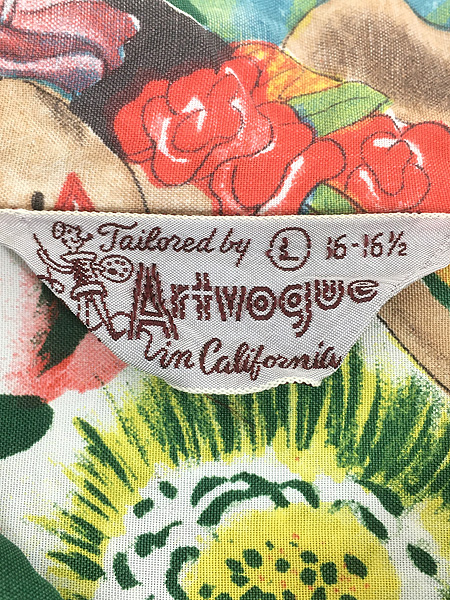 Tailored by L 16-16½
Artvogue
in California